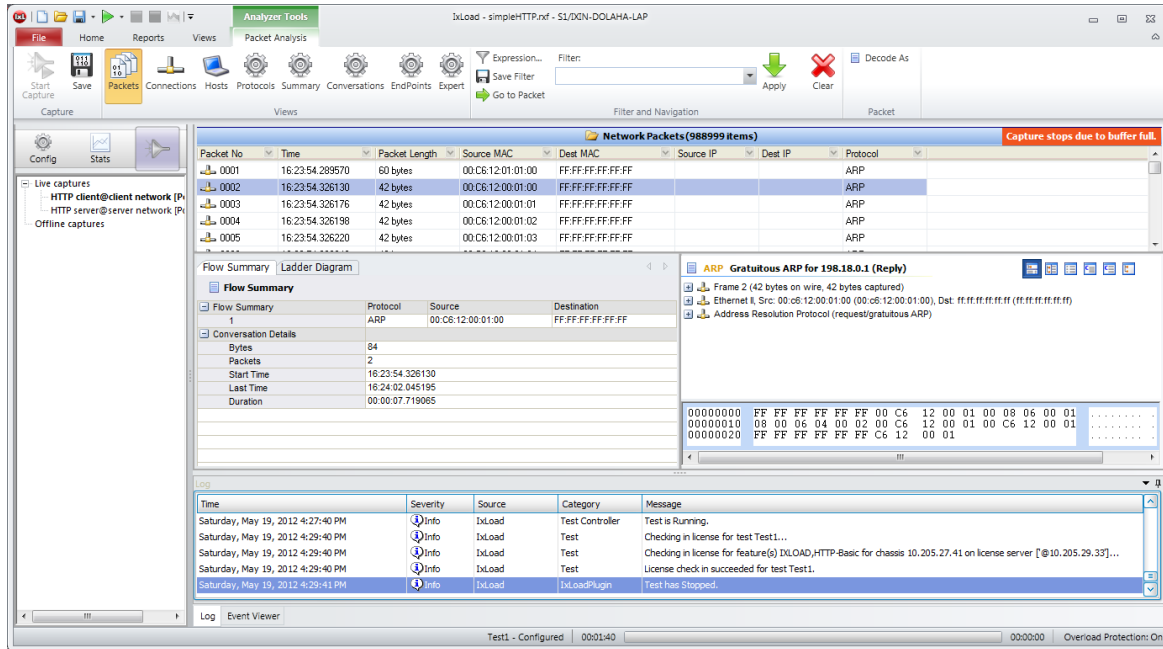 IxL Analyzer Tools IxLoad - simpleHTTP.rxf - S1/IXIN-DOLAHA-LAP
File Home Reports Views Packet Analysis
Start Capture Save Packets Connections Hosts Protocols Summary Conversations EndPoints Expert Expression... Filter: Apply Clear Decode As
Save Filter
Go to Packet
Capture Views Filter and Navigation Packet
Config Stats
Live captures
HTTP client@client network [P
HTTP server@server network [P
Offline captures
Network Packets(988999 items) Capture stops due to buffer full.
Packet No Time Packet Length Source MAC Dest MAC Source IP Dest IP Protocol
0001 16:23:54.289570 60 bytes 00:C6:12:01:01:00 FF:FF:FF:FF:FF:FF ARP
0002 16:23:54.326130 42 bytes 00:C6:12:00:01:00 FF:FF:FF:FF:FF:FF ARP
0003 16:23:54.326176 42 bytes 00:C6:12:00:01:01 FF:FF:FF:FF:FF:FF ARP
0004 16:23:54.326198 42 bytes 00:C6:12:00:01:02 FF:FF:FF:FF:FF:FF ARP
0005 16:23:54.326220 42 bytes 00:C6:12:00:01:03 FF:FF:FF:FF:FF:FF ARP
Flow Summary Ladder Diagram
Flow Summary
Flow Summary Protocol Source Destination
1 ARP 00:C6:12:00:01:00 FF:FF:FF:FF:FF:FF
Conversation Details
Bytes 84
Packets 2
Start Time 16:23:54.326130
Last Time 16:24:02.045195
Duration 00:00:07.719065
ARP Gratuitous ARP for 198.18.0.1 (Reply)
Frame 2 (42 bytes on wire, 42 bytes captured)
Ethernet II, Src: 00:c6:12:00:01:00 (00:c6:12:00:01:00), Dst: ff:ff:ff:ff:ff:ff (ff:ff:ff:ff:ff:ff)
Address Resolution Protocol (request/gratuitous ARP)
00000000 FF FF FF FF FF FF 00 C6 12 00 01 00 08 06 00 01 ........ .
00000010 08 00 06 04 00 02 00 C6 12 00 01 00 C6 12 00 01 ........ .
00000020 FF FF FF FF FF FF C6 12 00 01 ........ .
Log
Time Severity Source Category Message
Saturday, May 19, 2012 4:27:40 PM Info IxLoad Test Controller Test is Running.
Saturday, May 19, 2012 4:29:40 PM Info IxLoad Test Checking in license for test Test1...
Saturday, May 19, 2012 4:29:40 PM Info IxLoad Test Checking in license for feature(s) IXLOAD,HTTP-Basic for chassis 10.205.27.41 on license server ['@10.205.29.33']...
Saturday, May 19, 2012 4:29:40 PM Info IxLoad Test License check in succeeded for test Test1.
Saturday, May 19, 2012 4:29:41 PM Info IxLoad IxLoadPlugin Test has Stopped.
Log Event Viewer
Test1 - Configured 00:01:40 00:00:00 Overload Protection: On